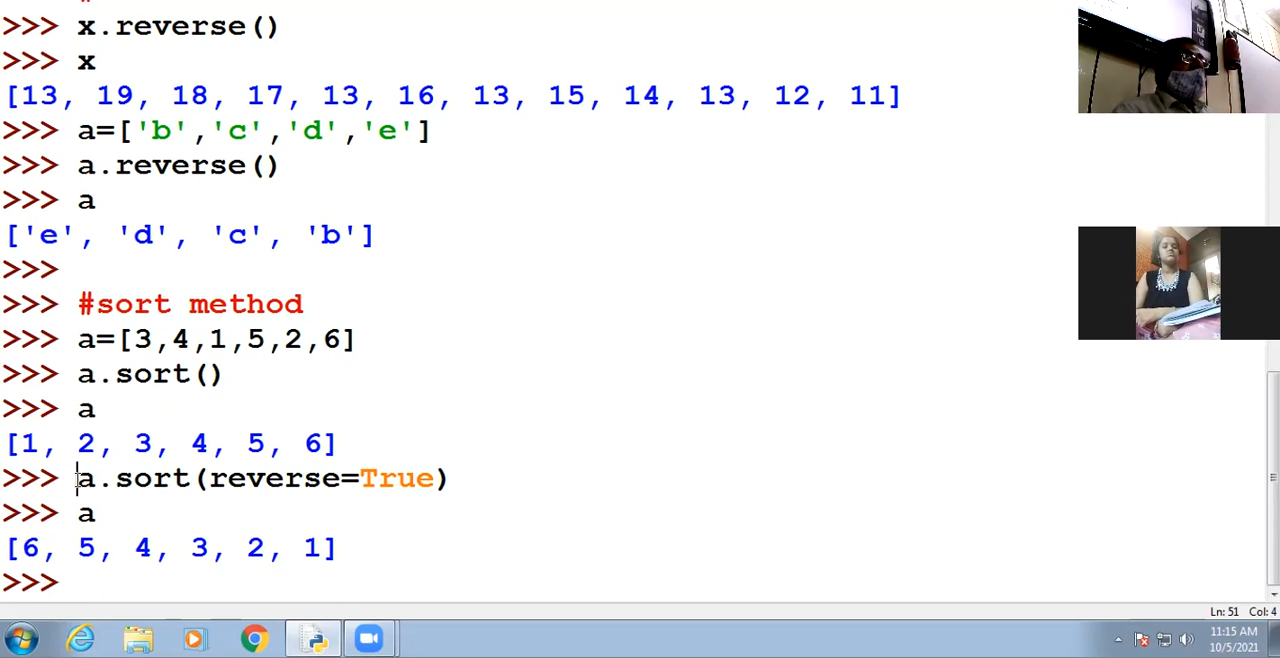 >>> x.reverse()
>>> x
[13, 19, 18, 17, 13, 16, 13, 15, 14, 13, 12, 11]
>>> a=['b','c','d','e']
>>> a.reverse()
>>> a
['e', 'd', 'c', 'b']
>>>
>>> #sort method
>>> a=[3,4,1,5,2,6]
>>> a.sort()
>>> a
[1, 2, 3, 4, 5, 6]
>>> a.sort(reverse=True)
>>> a
[6, 5, 4, 3, 2, 1]
>>>
Ln: 51 Col: 4
11:15 AM
10/5/2021